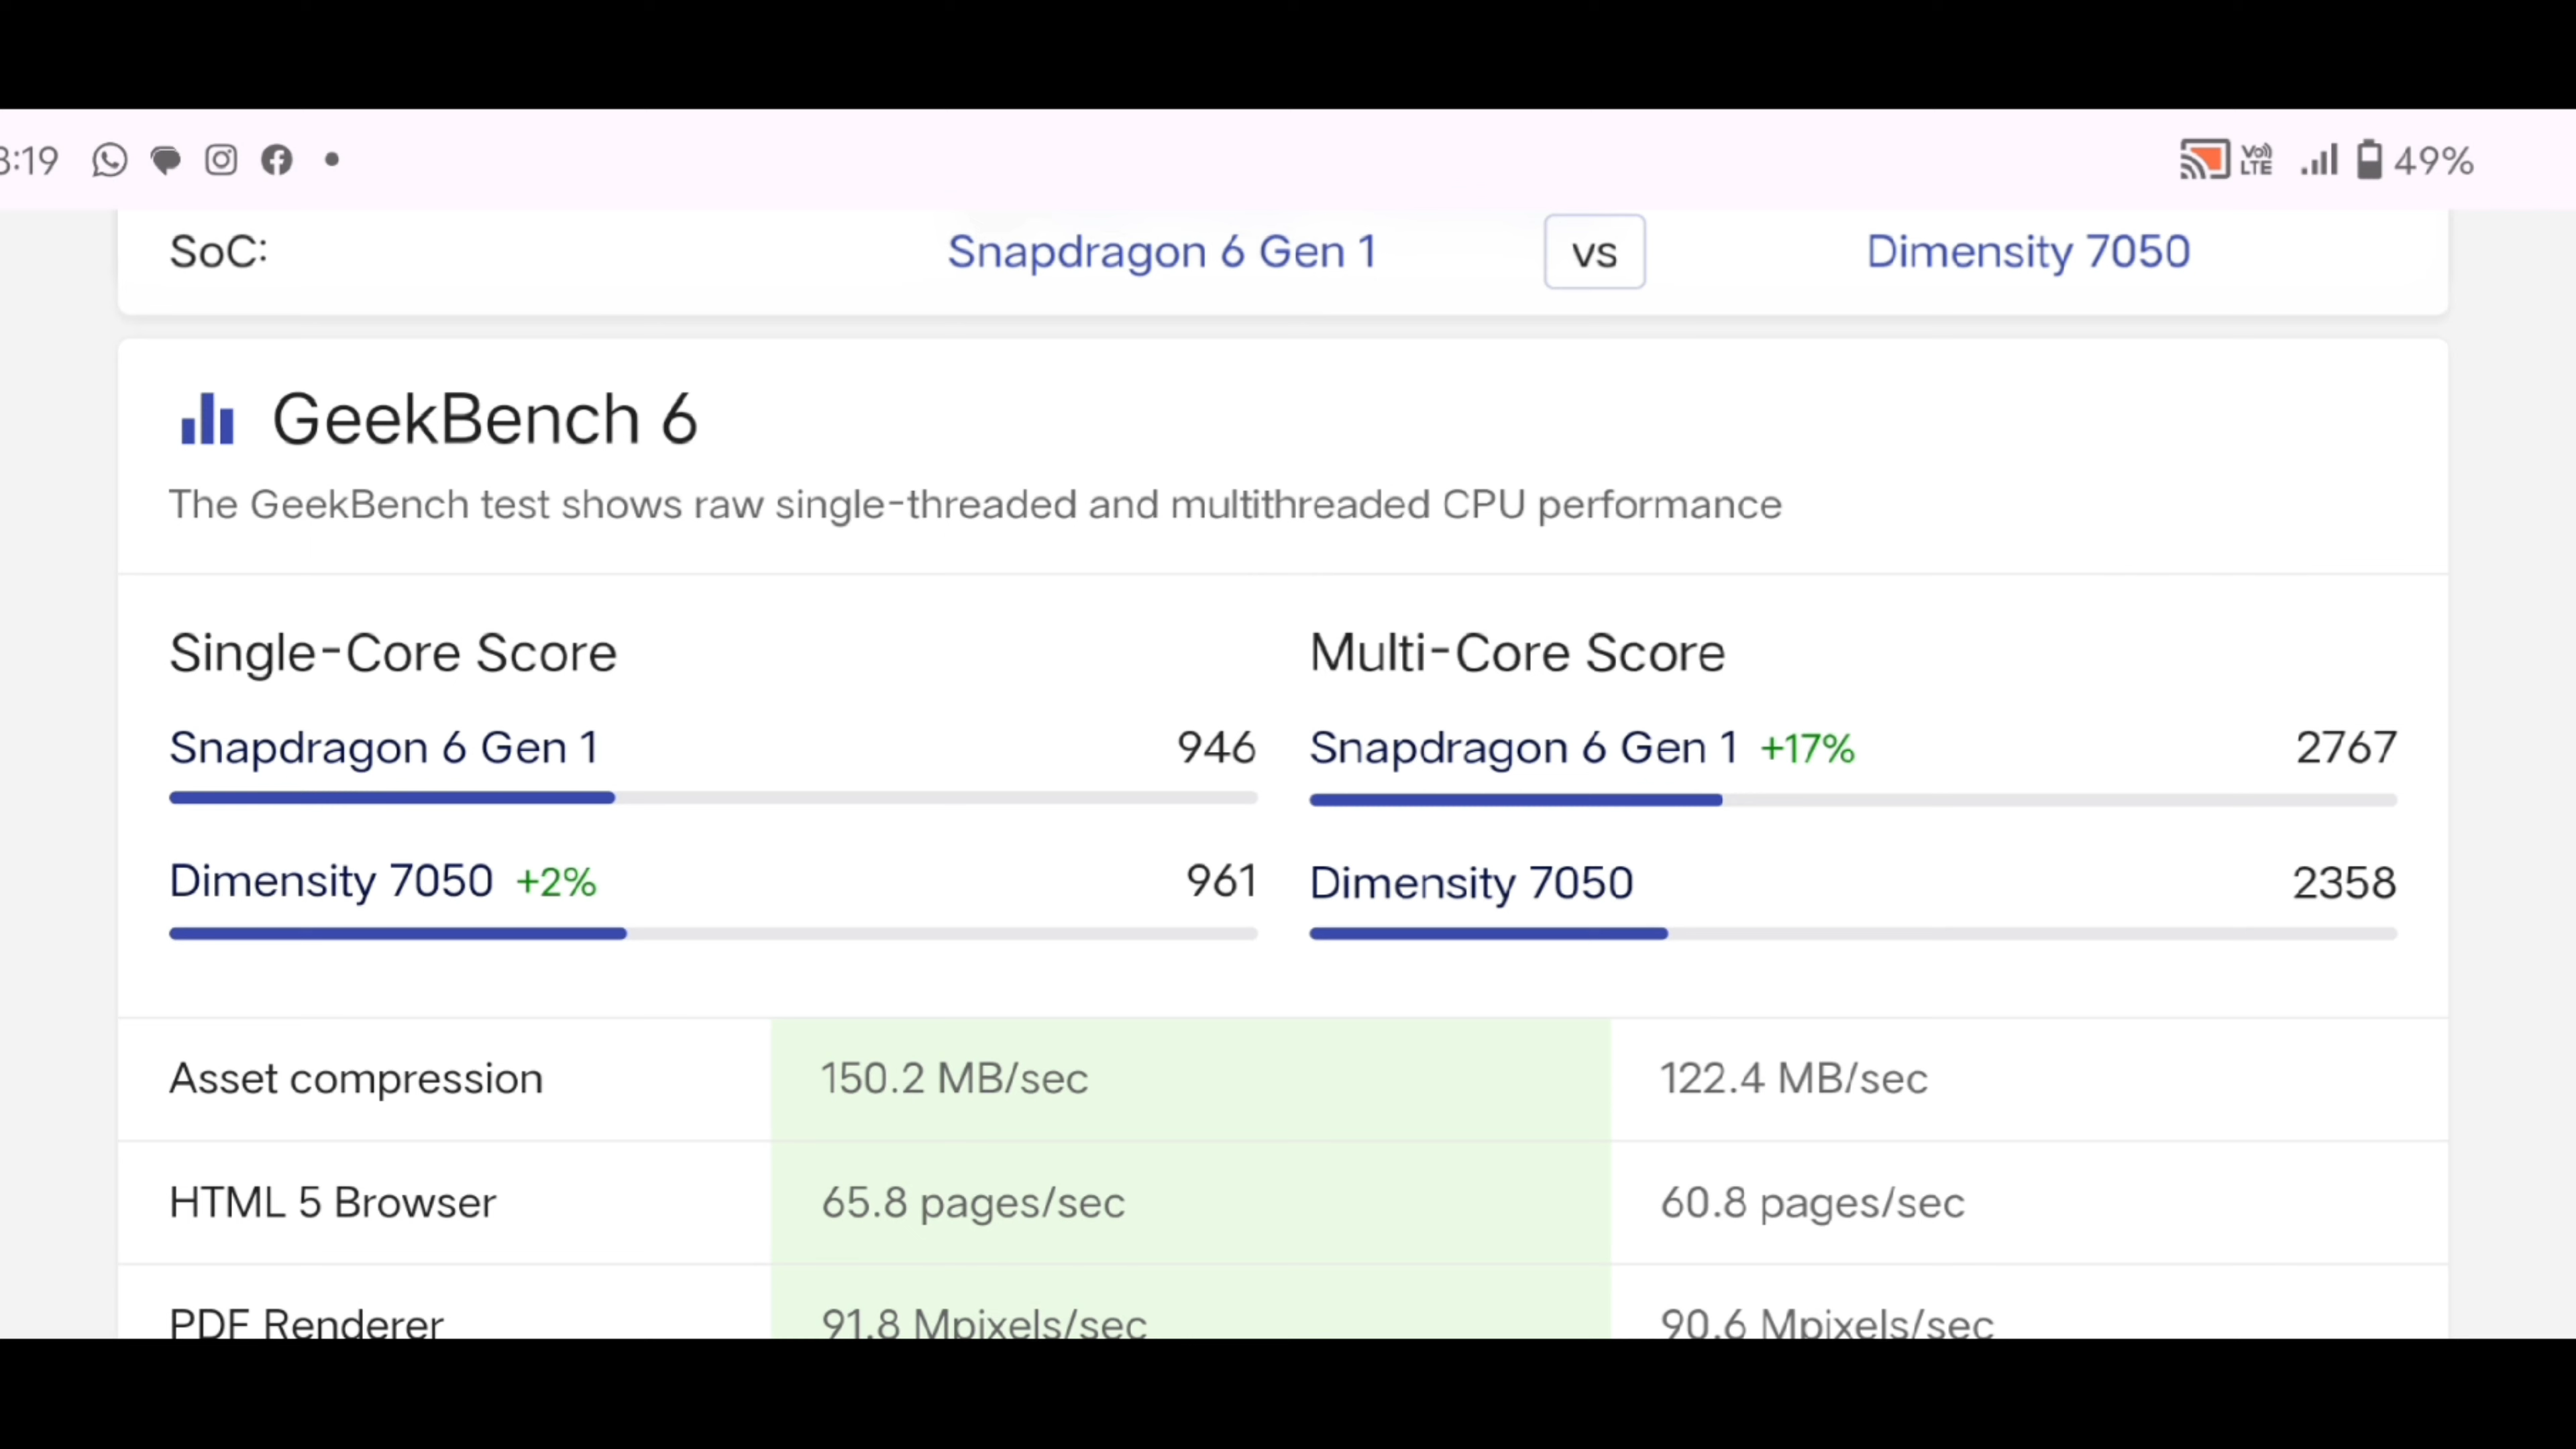 :19 49%
SoC: Snapdragon 6 Gen 1 vs Dimensity 7050
GeekBench 6
The GeekBench test shows raw single-threaded and multithreaded CPU performance
Single-Core Score
Snapdragon 6 Gen 1 946
Dimensity 7050 +2% 961
Multi-Core Score
Snapdragon 6 Gen 1 +17% 2767
Dimensity 7050 2358
Asset compression 150.2 MB/sec 122.4 MB/sec
HTML 5 Browser 65.8 pages/sec 60.8 pages/sec
PDF Renderer 91.8 Mpixels/sec 90.6 Mpixels/sec